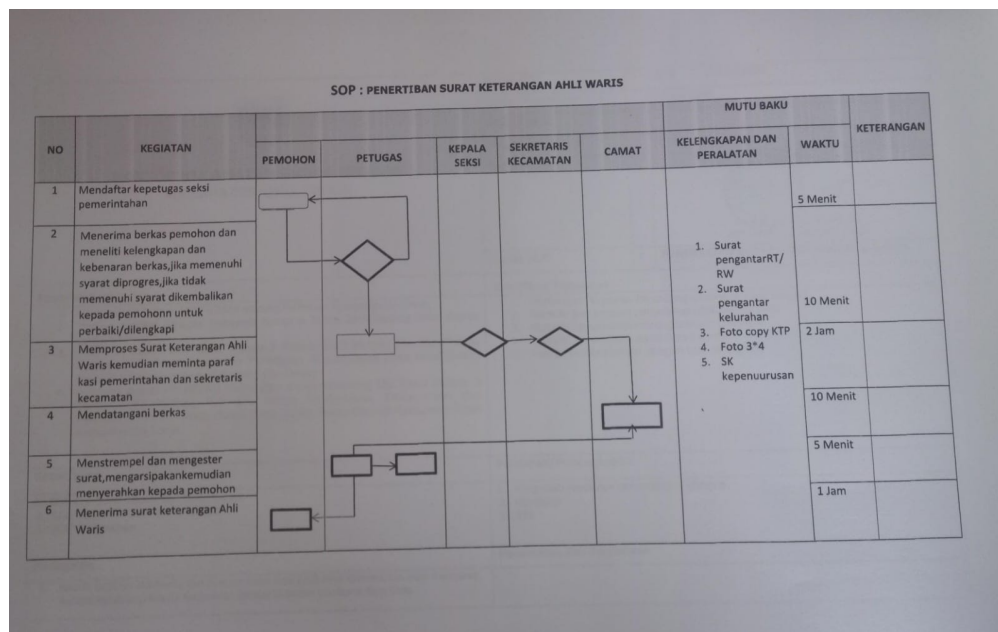 SOP : PENERTIBAN SURAT KETERANGAN AHLI WARIS
NO
KEGIATAN
PEMOHON
PETUGAS
KEPALA
SEKSI
SEKRETARIS
KECAMATAN
CAMAT
MUTU BAKU
KELENGKAPAN DAN
PERALATAN
WAKTU
KETERANGAN
1
Mendaftar kepetugas seksi
pemerintahan
5 Menit
2
Menerima berkas pemohon dan
meneliti kelengkapan dan
kebenaran berkas,jika memenuhi
syarat diprogres,jika tidak
memenuhi syarat dikembalikan
kepada pemohonn untuk
perbaiki/dilengkapi
10 Menit
3
Memproses Surat Keterangan Ahli
Waris kemudian meminta paraf
kasi pemerintahan dan sekretaris
kecamatan
2 Jam
4
Mendatangani berkas
10 Menit
5
Menstrempel dan mengester
surat,mengarsipakankemudian
menyerahkan kepada pemohon
5 Menit
6
Menerima surat keterangan Ahli
Waris
1 Jam
1. Surat
pengantarRT/
RW
2. Surat
pengantar
kelurahan
3. Foto copy KTP
4. Foto 3*4
5. SK
kepenuurusan